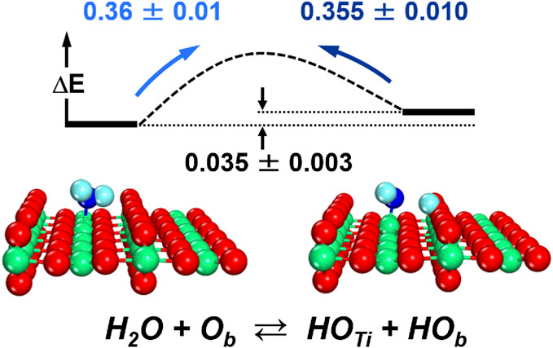 0.36 ± 0.01 0.355 ± 0.010
ΔE
0.035 ± 0.003
H₂O + O_b ⇄ HO_Ti + HO_b